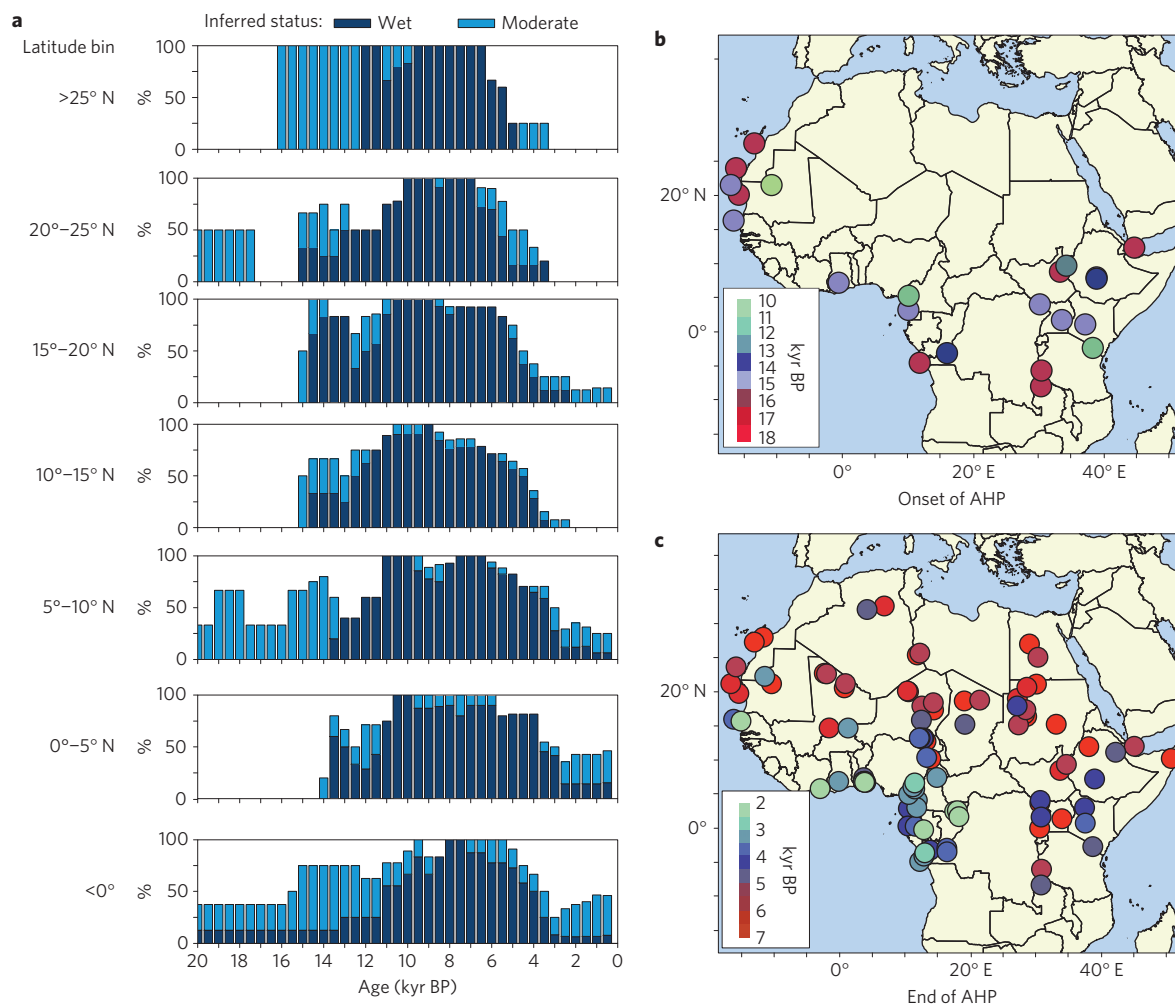 a
Inferred status: Wet Moderate
Latitude bin
>25° N
%
100
50
0
20°–25° N
%
100
50
0
15°–20° N
%
100
50
0
10°–15° N
%
100
50
0
5°–10° N
%
100
50
0
0°–5° N
%
100
50
0
<0°
%
100
50
0
20 18 16 14 12 10 8 6 4 2 0
Age (kyr BP)
b
20° N
0°
10
11
12
13
14
15
16
17
18
kyr BP
0° 20° E 40° E
Onset of AHP
c
20° N
0°
2
3
4
5
6
7
kyr BP
0° 20° E 40° E
End of AHP